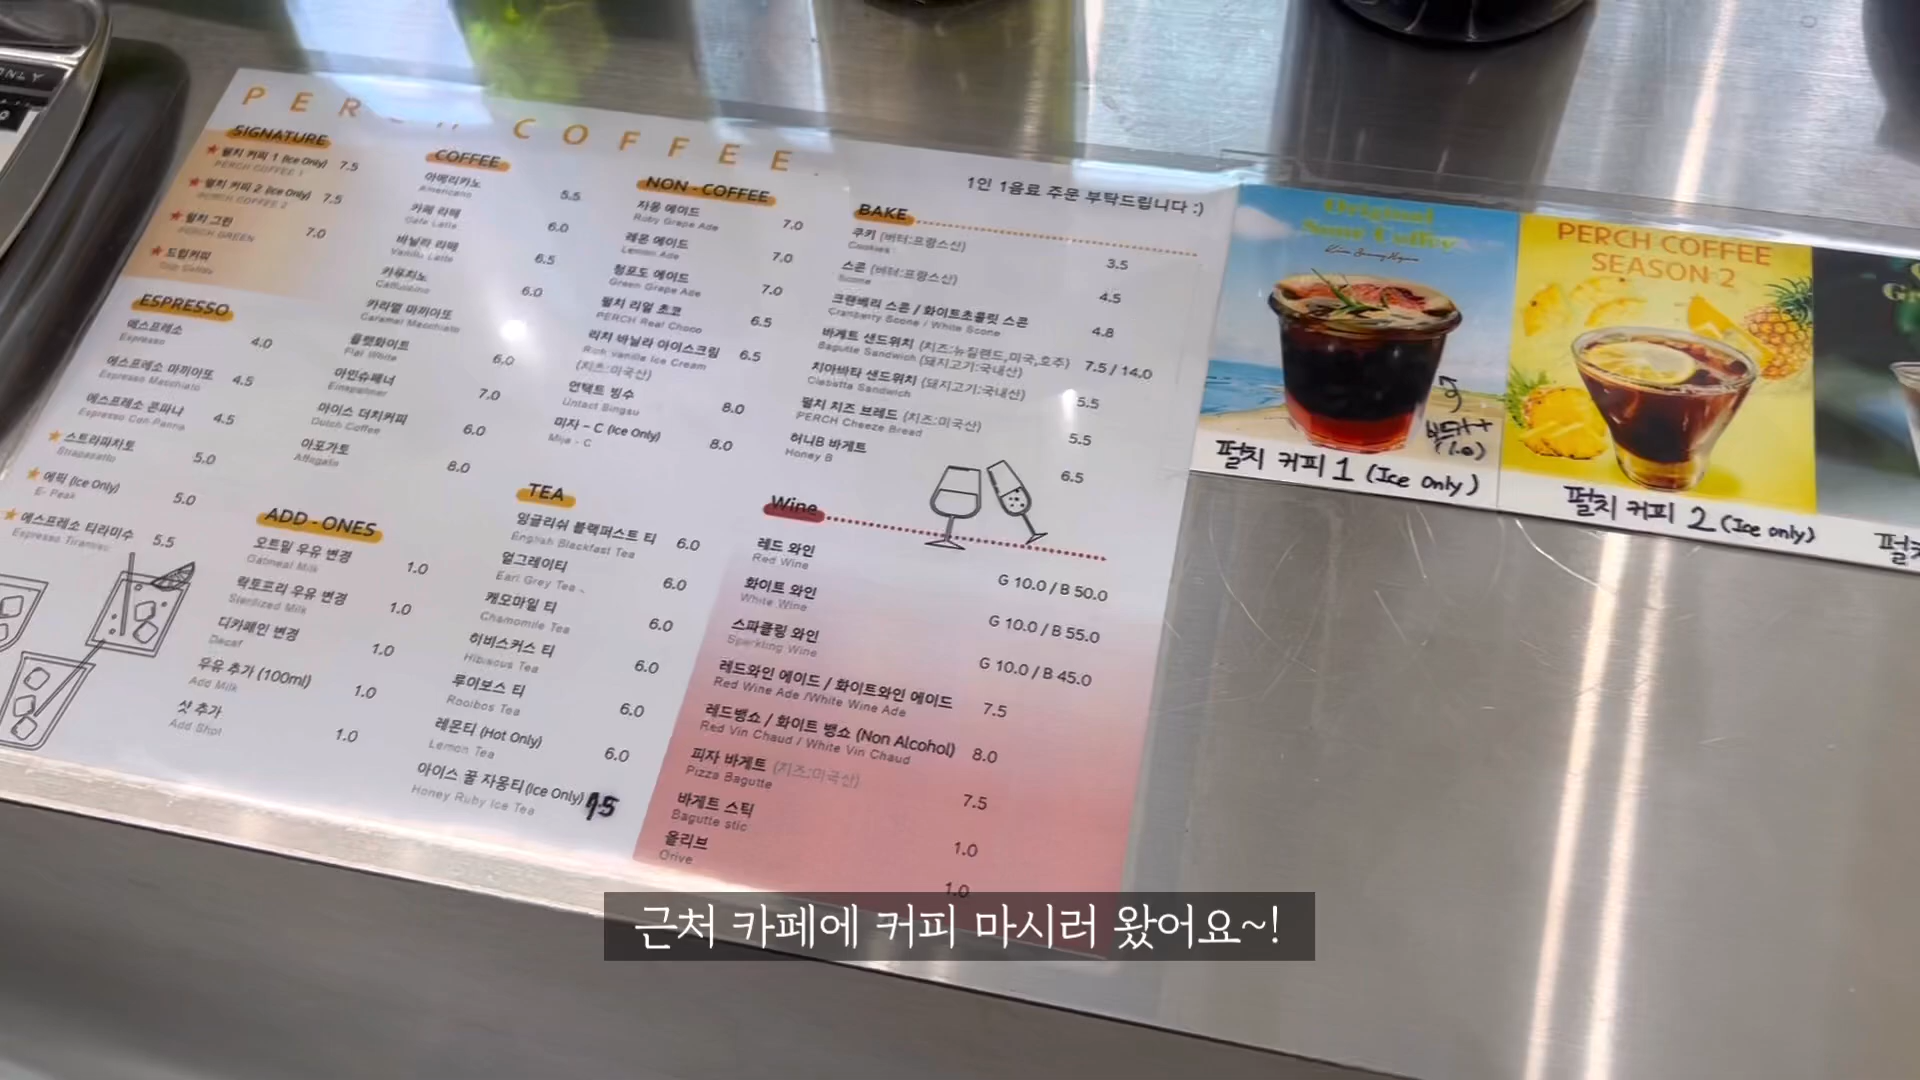 PERCH COFFEE.
1인 1음료 주문 부탁드립니다 :)
SIGNATURE
펄치 커피 1 (Ice Only) 7.5
PERCH COFFEE 1
펄치 커피 2 (Ice Only) 7.5
PERCH COFFEE 2
펄치 그린 7.0
PERCH GREEN
드립커피
Drip Coffee
ESPRESSO
에스프레소 4.0
Espresso
에스프레소 마끼아또 4.5
Espresso Macchiato
에스프레소 콘파냐 4.5
Espresso Con Panna
스트라파차토 5.0
Strapazatto
에픽 (Ice Only) 5.0
E- Peak
에스프레소 티라미수 5.5
Espresso Tiramisu
COFFEE
아메리카노 5.5
Americano
카페 라떼 6.0
Cafe Latte
바닐라 라떼 6.5
Vanilla Latte
카푸치노 6.0
카라멜 마끼아또
Caramel Macchiato
플랫화이트 6.0
Flat White
아인슈페너 7.0
Einspanner
아이스 더치커피 6.0
Dutch Coffee
아포가토 8.0
Affogato
ADD - ONES
오트밀 우유 변경 1.0
Oatmeal Milk
락토프리 우유 변경 1.0
Sterilized Milk
디카페인 변경 1.0
Decaf
우유 추가 (100ml) 1.0
Add Milk
샷 추가 1.0
Add Shot
NON - COFFEE
자몽 에이드 7.0
Ruby Grape Ade
레몬 에이드 7.0
Lemon Ade
청포도 에이드 7.0
Green Grape Ade
펄치 리얼 초코 6.5
PERCH Real Choco
리치 바닐라 아이스크림 6.5
Rich vanilla Ice Cream
(치즈:미국산)
언택트 빙수 8.0
Untact Bingsu
미자 - C (Ice Only) 8.0
Mija - C
TEA
잉글리쉬 블랙퍼스트 티 6.0
English Blackfast Tea
얼그레이티 6.0
Earl Grey Tea
캐모마일 티 6.0
Chamomile Tea
히비스커스 티 6.0
Hibiscus Tea
루이보스 티 6.0
Rooibos Tea
레몬티 (Hot Only) 6.0
Lemon Tea
아이스 꿀 자몽티 (Ice Only)
Honey Ruby Ice Tea
BAKE
쿠키 (버터:프랑스산) 3.5
Cookies
스콘 (버터:프랑스산) 4.5
Scone
크랜베리 스콘 / 화이트초콜릿 스콘 4.8
Cranberry Scone / White Scone
바게트 샌드위치 (치즈:뉴질랜드,미국,호주) 7.5 / 14.0
Bagutte Sandwich (돼지고기:국내산)
치아바타 샌드위치 (돼지고기:국내산) 5.5
Ciabatta Sandwich
펄치 치즈 브레드 (치즈:미국산) 5.5
PERCH Cheeze Bread
허니B 바게트 6.5
Honey B
Wine
레드 와인 G 10.0 / B 50.0
Red Wine
화이트 와인 G 10.0 / B 55.0
White Wine
스파클링 와인 G 10.0 / B 45.0
Sparkling Wine
레드와인 에이드 / 화이트와인 에이드 7.5
Red Wine Ade /White Wine Ade
레드뱅쇼 / 화이트 뱅쇼 (Non Alcohol) 8.0
Red Vin Chaud / White Vin Chaud
피자 바게트 (치즈:미국산) 7.5
Pizza Bagutte
바게트 스틱 1.0
Bagutte stic
올리브 1.0
Orive
Original
펄치 커피 1 (Ice only)
PERCH COFFEE
SEASON 2
펄치 커피 2 (Ice only)
근처 카페에 커피 마시러 왔어요~!